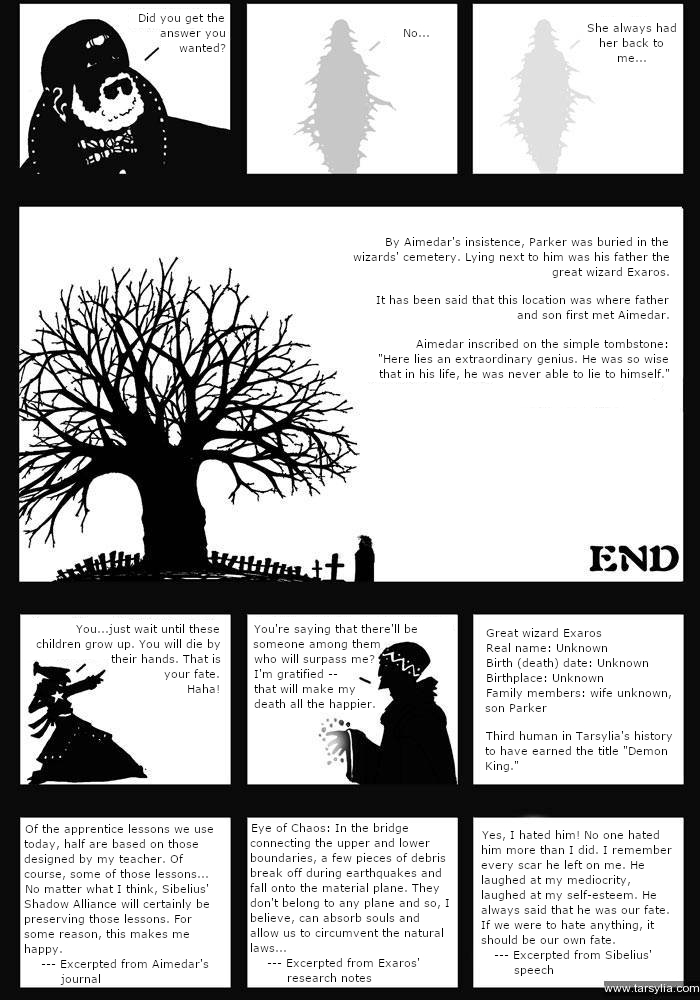 Did you get the
answer you
wanted?
No...
She always had
her back to
me...
By Aimedar's insistence, Parker was buried in the
wizards' cemetery. Lying next to him was his father the
great wizard Exaros.
It has been said that this location was where father
and son first met Aimedar.
Aimedar inscribed on the simple tombstone:
"Here lies an extraordinary genius. He was so wise
that in his life, he was never able to lie to himself."
END
You...just wait until these
children grow up. You will die by
their hands. That is
your fate.
Haha!
You're saying that there'll be
someone among them
who will surpass me?
I'm gratified --
that will make my
death all the happier.
Great wizard Exaros
Real name: Unknown
Birth (death) date: Unknown
Birthplace: Unknown
Family members: wife unknown,
son Parker
Third human in Tarsylia's history
to have earned the title "Demon
King."
Of the apprentice lessons we use
today, half are based on those
designed by my teacher. Of
course, some of those lessons...
No matter what I think, Sibelius'
Shadow Alliance will certainly be
preserving those lessons. For
some reason, this makes me
happy.
--- Excerpted from Aimedar's
journal
Eye of Chaos: In the bridge
connecting the upper and lower
boundaries, a few pieces of debris
break off during earthquakes and
fall onto the material plane. They
don't belong to any plane and so, I
believe, can absorb souls and
allow us to circumvent the natural
laws...
--- Excerpted from Exaros'
research notes
Yes, I hated him! No one hated
him more than I did. I remember
every scar he left on me. He
laughed at my mediocrity,
laughed at my self-esteem. He
always said that he was our fate.
If we were to hate anything, it
should be our own fate.
--- Excerpted from Sibelius'
speech
www.tarsylia.com